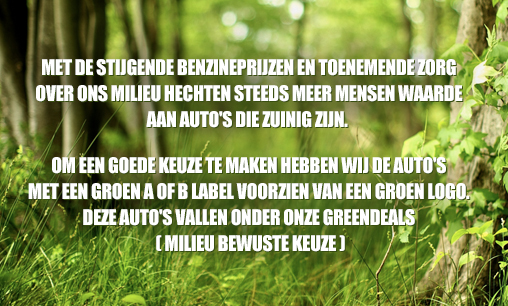 MET DE STIJGENDE BENZINEPRIJZEN EN TOENEMENDE ZORG
OVER ONS MILIEU HECHTEN STEEDS MEER MENSEN WAARDE
AAN AUTO'S DIE ZUINIG ZIJN.
OM EEN GOEDE KEUZE TE MAKEN HEBBEN WIJ DE AUTO'S
MET EEN GROEN A OF B LABEL VOORZIEN VAN EEN GROEN LOGO.
DEZE AUTO'S VALLEN ONDER ONZE GREENDEALS
( MILIEU BEWUSTE KEUZE )